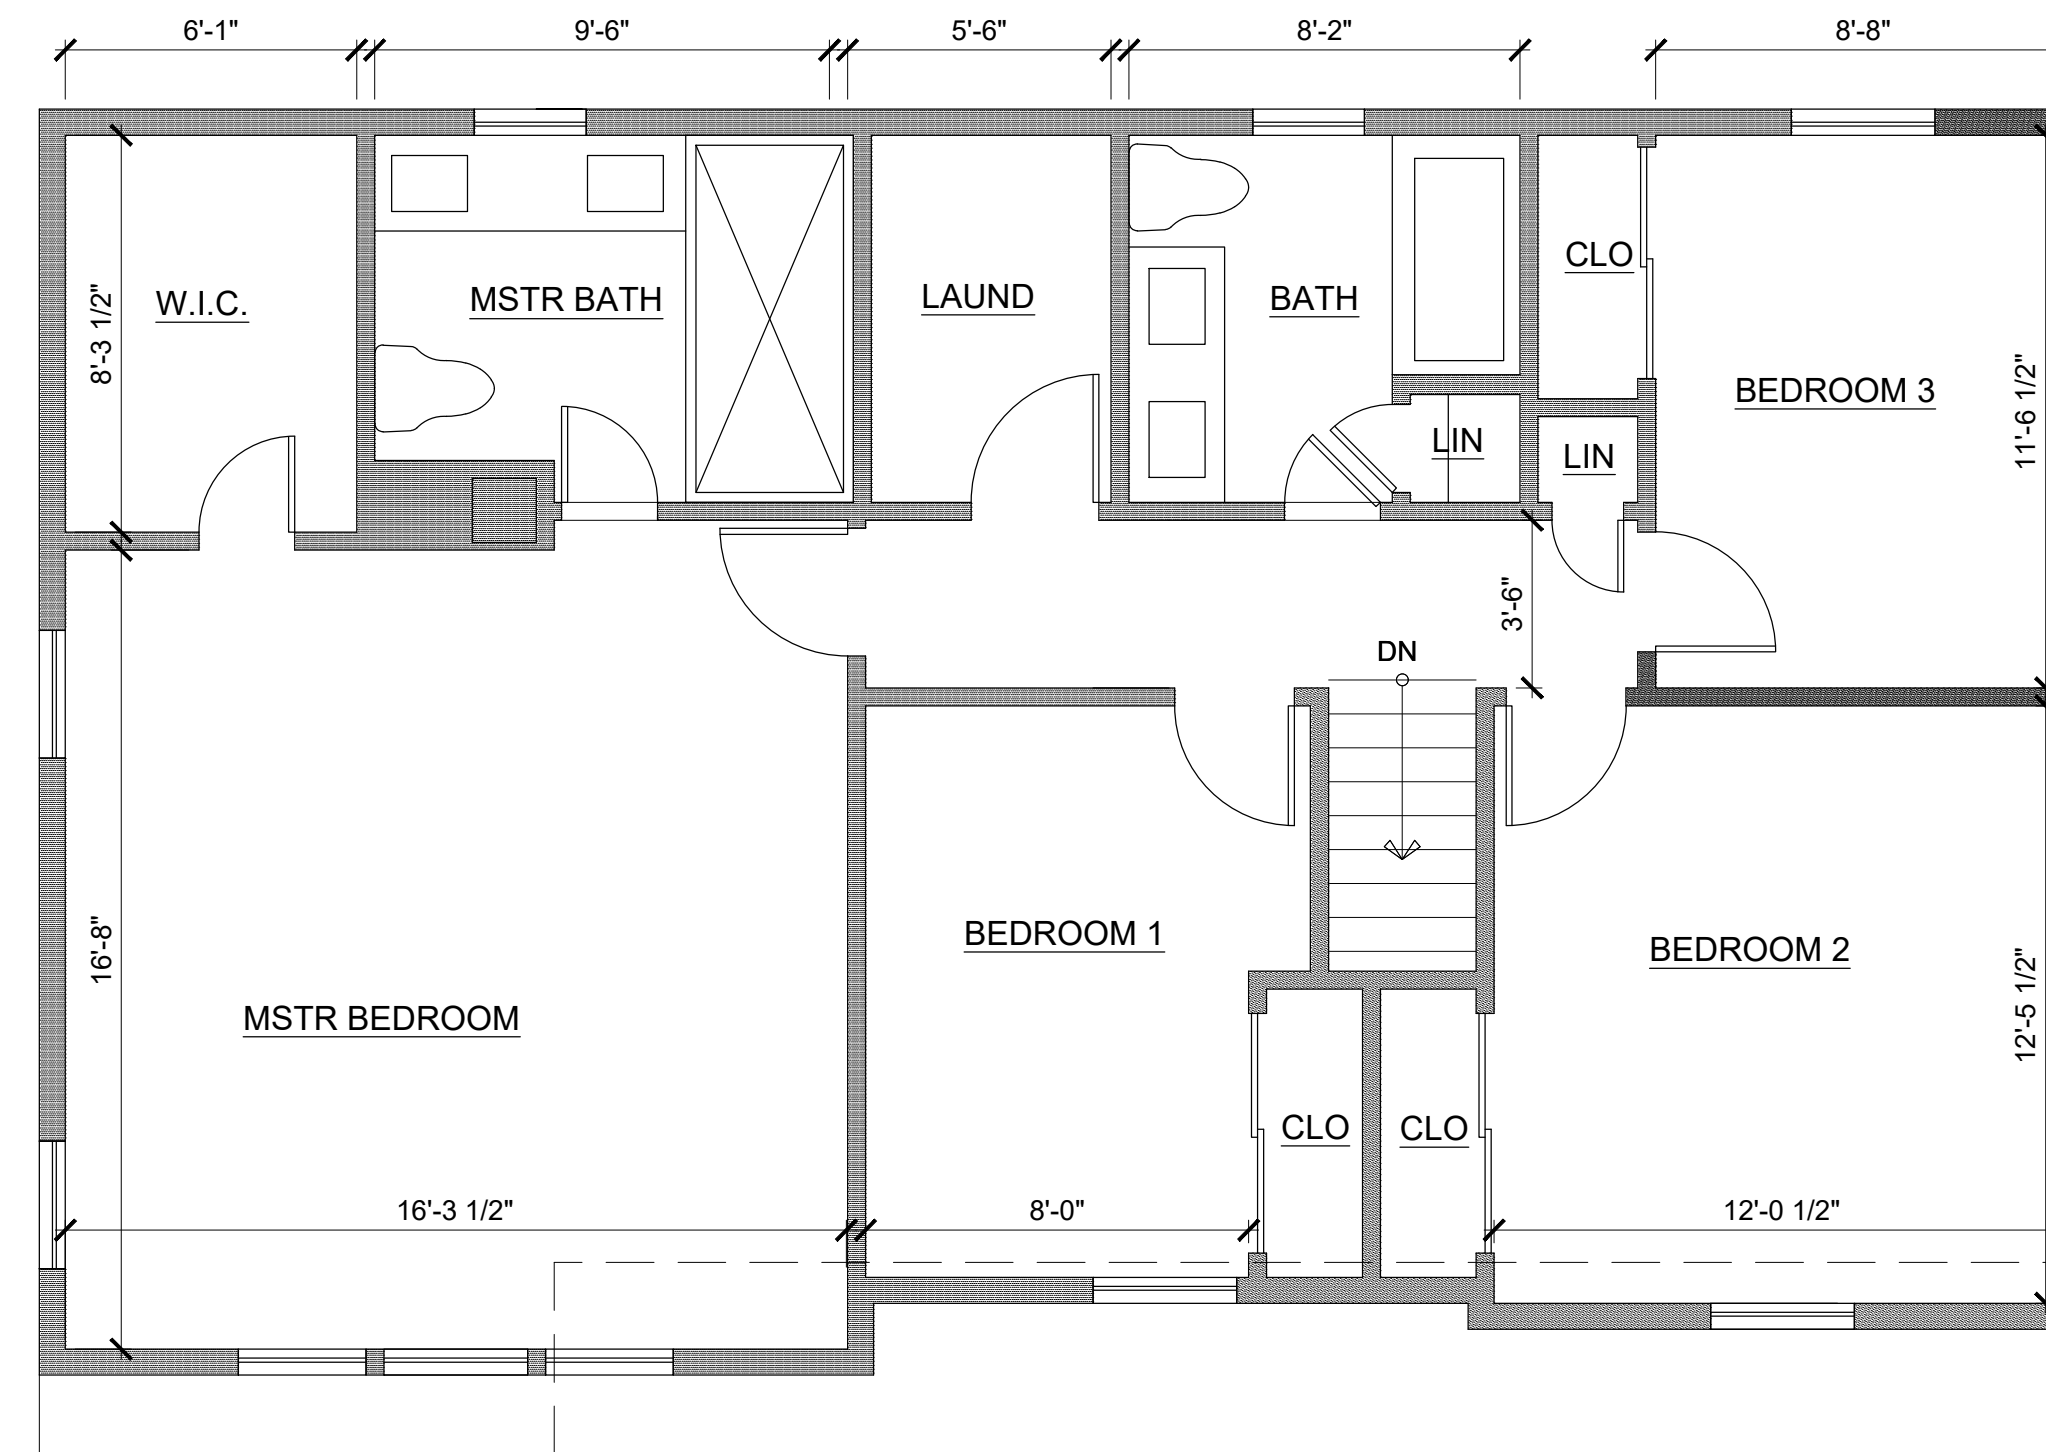 6'-1"
9'-6"
5'-6"
8'-2"
8'-8"
W.I.C.
8'-3 1/2"
MSTR BATH
LAUND
BATH
CLO
BEDROOM 3
11'-6 1/2"
LIN
LIN
3'-6"
DN
16'-8"
MSTR BEDROOM
BEDROOM 1
BEDROOM 2
12'-5 1/2"
CLO
CLO
16'-3 1/2"
8'-0"
12'-0 1/2"